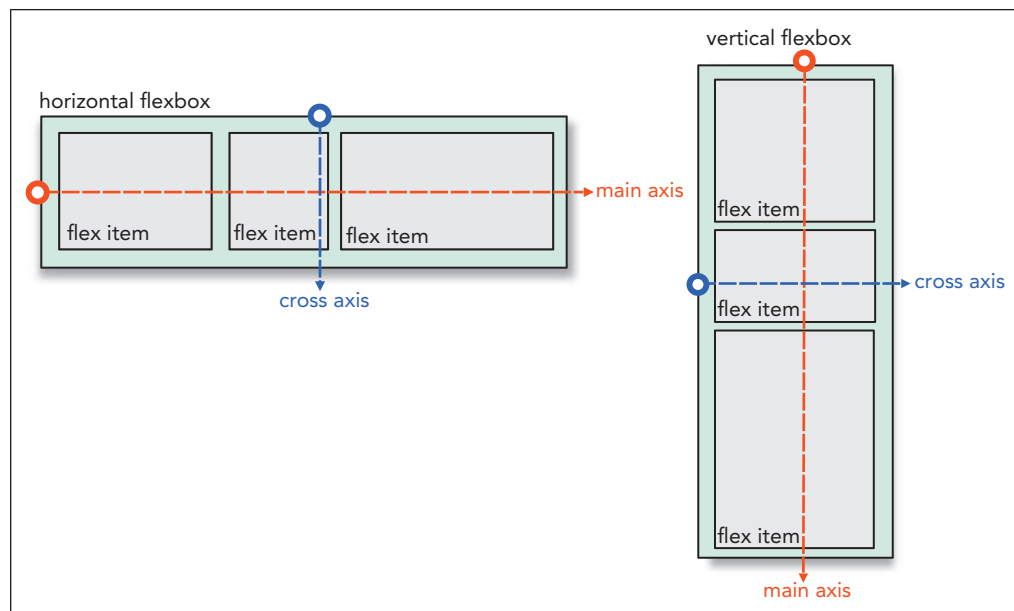 horizontal flexbox
flex item
flex item
flex item
main axis
cross axis
vertical flexbox
flex item
cross axis
flex item
flex item
main axis